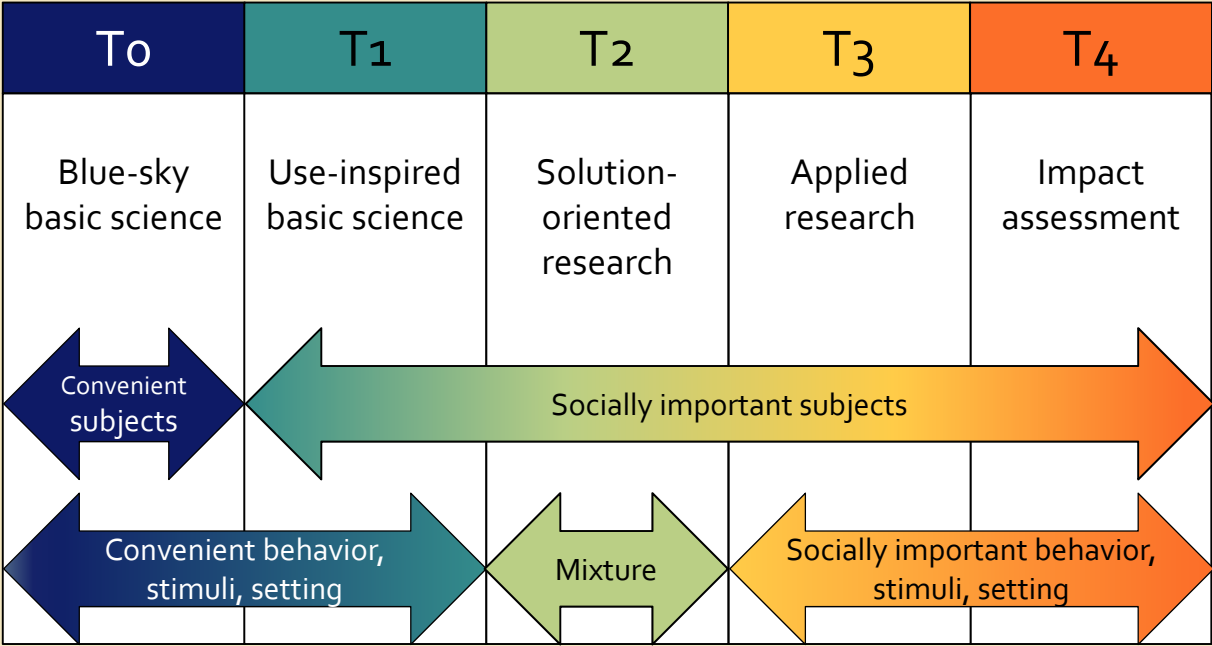 T0
T1
T2
T3
T4
Blue-sky
basic science
Use-inspired
basic science
Solution-
oriented
research
Applied
research
Impact
assessment
Convenient
subjects
Socially important subjects
Convenient behavior,
stimuli, setting
Mixture
Socially important behavior,
stimuli, setting